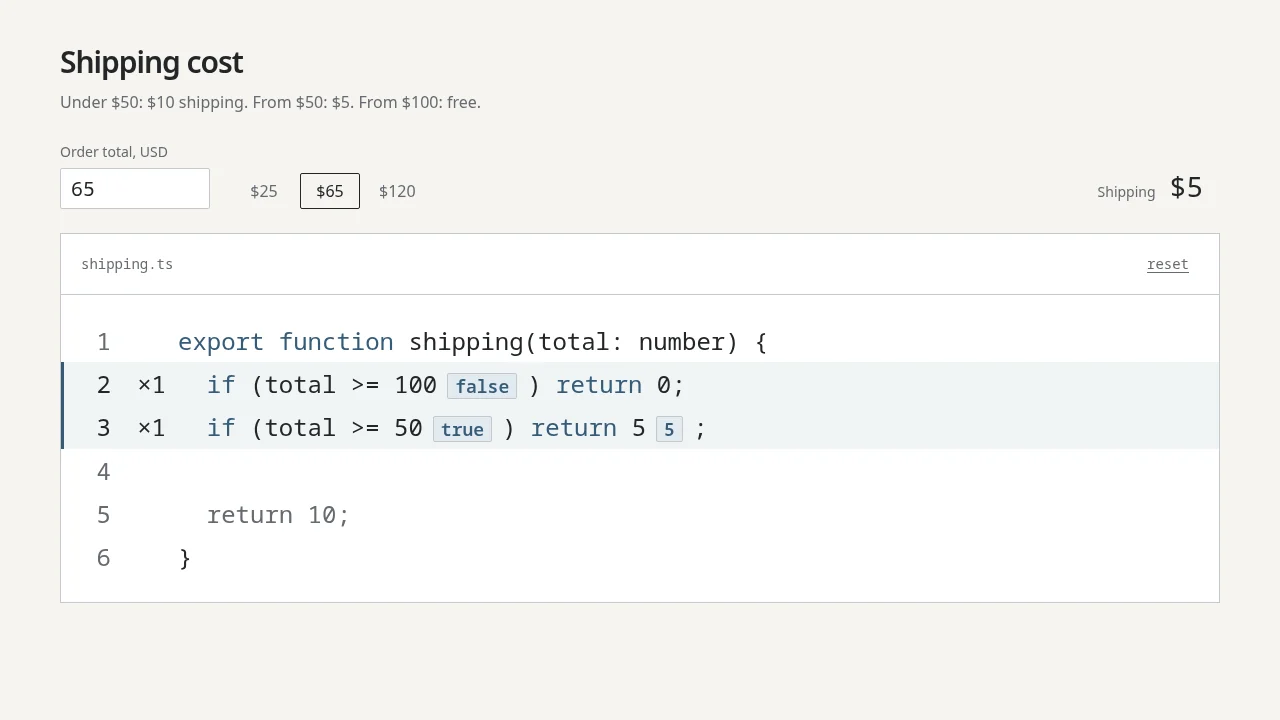 Shipping cost
Under $50: $10 shipping. From $50: $5. From $100: free.
Order total, USD
65 $25 $65 $120 Shipping $5
shipping.ts reset
1 export function shipping(total: number) {
2 ×1 if (total >= 100 false ) return 0;
3 ×1 if (total >= 50 true ) return 5 5 ;
4
5 return 10;
6 }